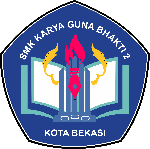 SMK KARYA GUNA BHAKTI 2
KOTA BEKASI